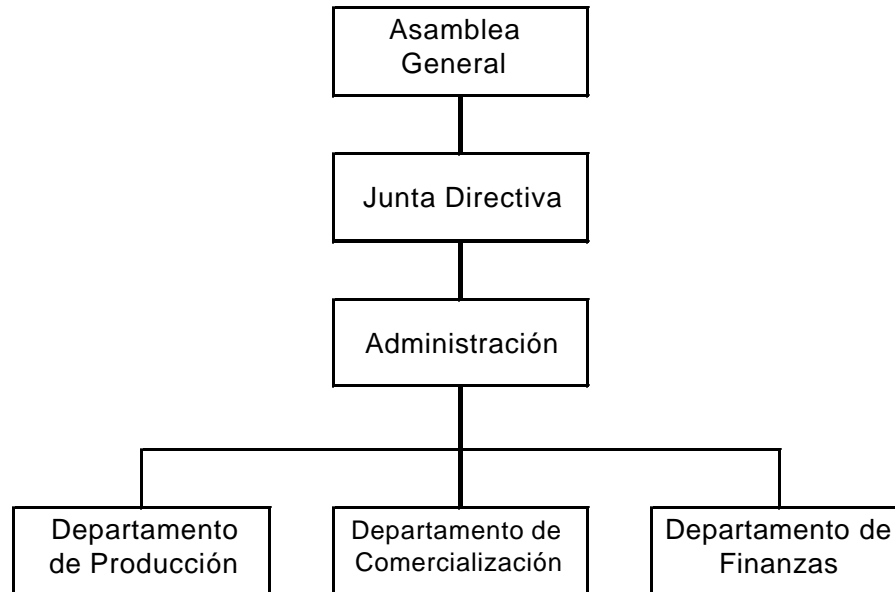 Asamblea
General
Junta Directiva
Administración
Departamento
de Producción
Departamento de
Comercialización
Departamento de
Finanzas